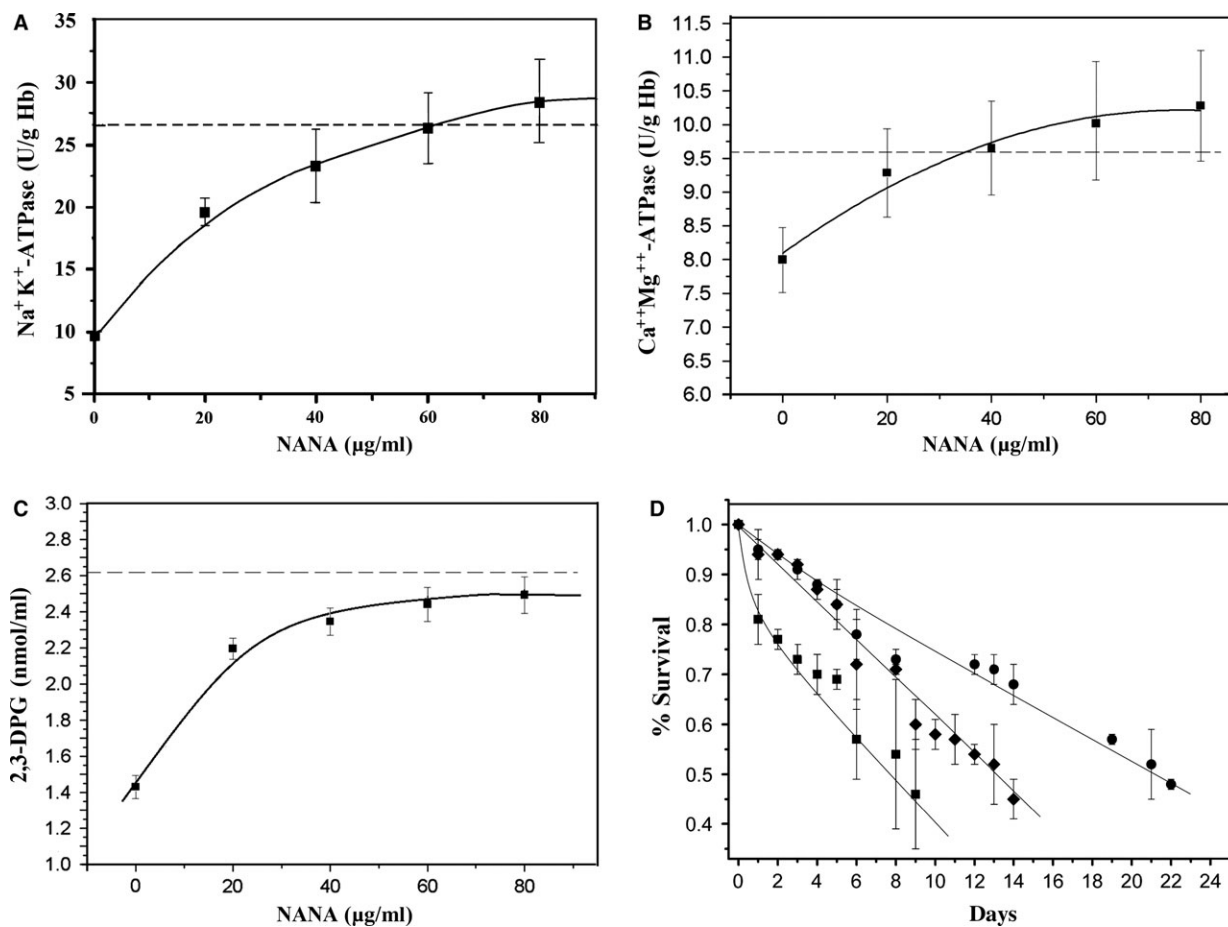 A
Na⁺K⁺-ATPase (U/g Hb)
35
30
25
20
15
10
5
0 20 40 60 80
NANA (µg/ml)
B
Ca⁺⁺Mg⁺⁺-ATPase (U/g Hb)
11.5
11.0
10.5
10.0
9.5
9.0
8.5
8.0
7.5
7.0
6.5
6.0
0 20 40 60 80
NANA (µg/ml)
C
2,3-DPG (nmol/ml)
3.0
2.8
2.6
2.4
2.2
2.0
1.8
1.6
1.4
1.2
1.0
0 20 40 60 80
NANA (µg/ml)
D
% Survival
1.0
0.9
0.8
0.7
0.6
0.5
0.4
0 2 4 6 8 10 12 14 16 18 20 22 24
Days